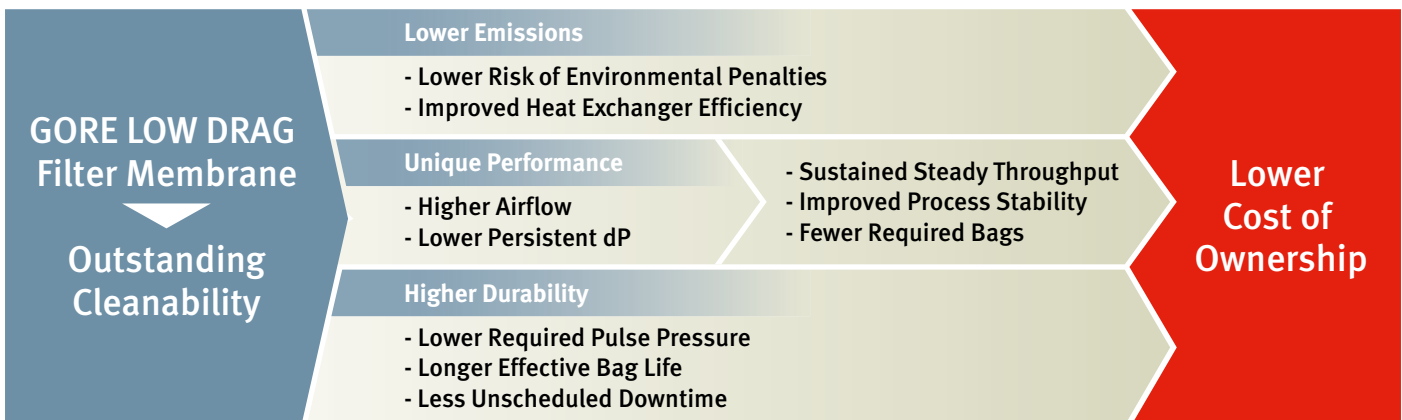 GORE LOW DRAG
Filter Membrane
Outstanding
Cleanability
Lower Emissions
- Lower Risk of Environmental Penalties
- Improved Heat Exchanger Efficiency
Unique Performance
- Higher Airflow
- Lower Persistent dP
- Sustained Steady Throughput
- Improved Process Stability
- Fewer Required Bags
Higher Durability
- Lower Required Pulse Pressure
- Longer Effective Bag Life
- Less Unscheduled Downtime
Lower
Cost of
Ownership